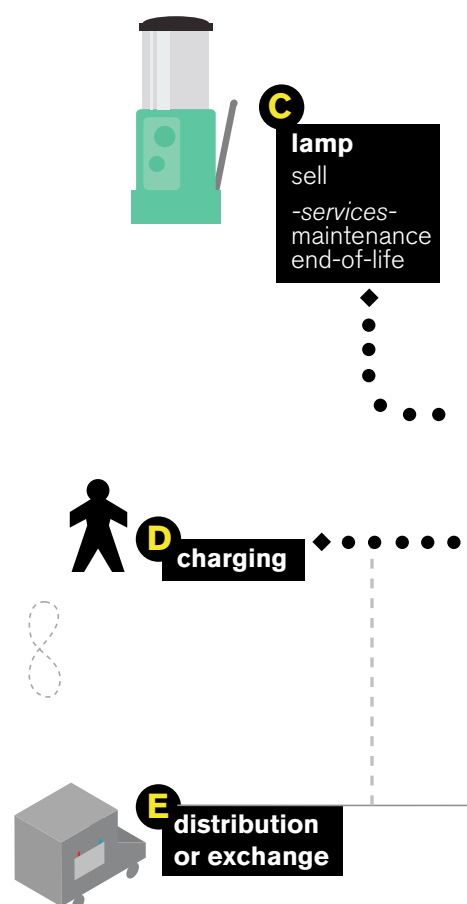 C
lamp
sell
-services-
maintenance
end-of-life
D
charging
E
distribution
or exchange